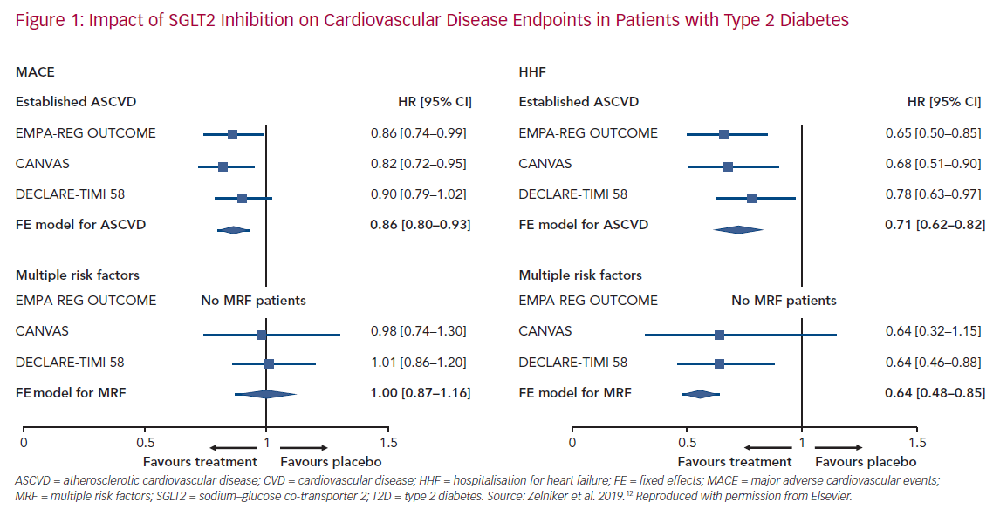 Figure 1: Impact of SGLT2 Inhibition on Cardiovascular Disease Endpoints in Patients with Type 2 Diabetes
MACE
Established ASCVD HR [95% CI]
EMPA-REG OUTCOME 0.86 [0.74–0.99]
CANVAS 0.82 [0.72–0.95]
DECLARE-TIMI 58 0.90 [0.79–1.02]
FE model for ASCVD 0.86 [0.80–0.93]
Multiple risk factors
EMPA-REG OUTCOME No MRF patients
CANVAS 0.98 [0.74–1.30]
DECLARE-TIMI 58 1.01 [0.86–1.20]
FE model for MRF 1.00 [0.87–1.16]
0 0.5 1 1.5
Favours treatment Favours placebo
HHF
Established ASCVD HR [95% CI]
EMPA-REG OUTCOME 0.65 [0.50–0.85]
CANVAS 0.68 [0.51–0.90]
DECLARE-TIMI 58 0.78 [0.63–0.97]
FE model for ASCVD 0.71 [0.62–0.82]
Multiple risk factors
EMPA-REG OUTCOME No MRF patients
CANVAS 0.64 [0.32–1.15]
DECLARE-TIMI 58 0.64 [0.46–0.88]
FE model for MRF 0.64 [0.48–0.85]
0 0.5 1 1.5
Favours treatment Favours placebo
ASCVD = atherosclerotic cardiovascular disease; CVD = cardiovascular disease; HHF = hospitalisation for heart failure; FE = fixed effects; MACE = major adverse cardiovascular events;
MRF = multiple risk factors; SGLT2 = sodium–glucose co-transporter 2; T2D = type 2 diabetes. Source: Zelniker et al. 2019.¹² Reproduced with permission from Elsevier.